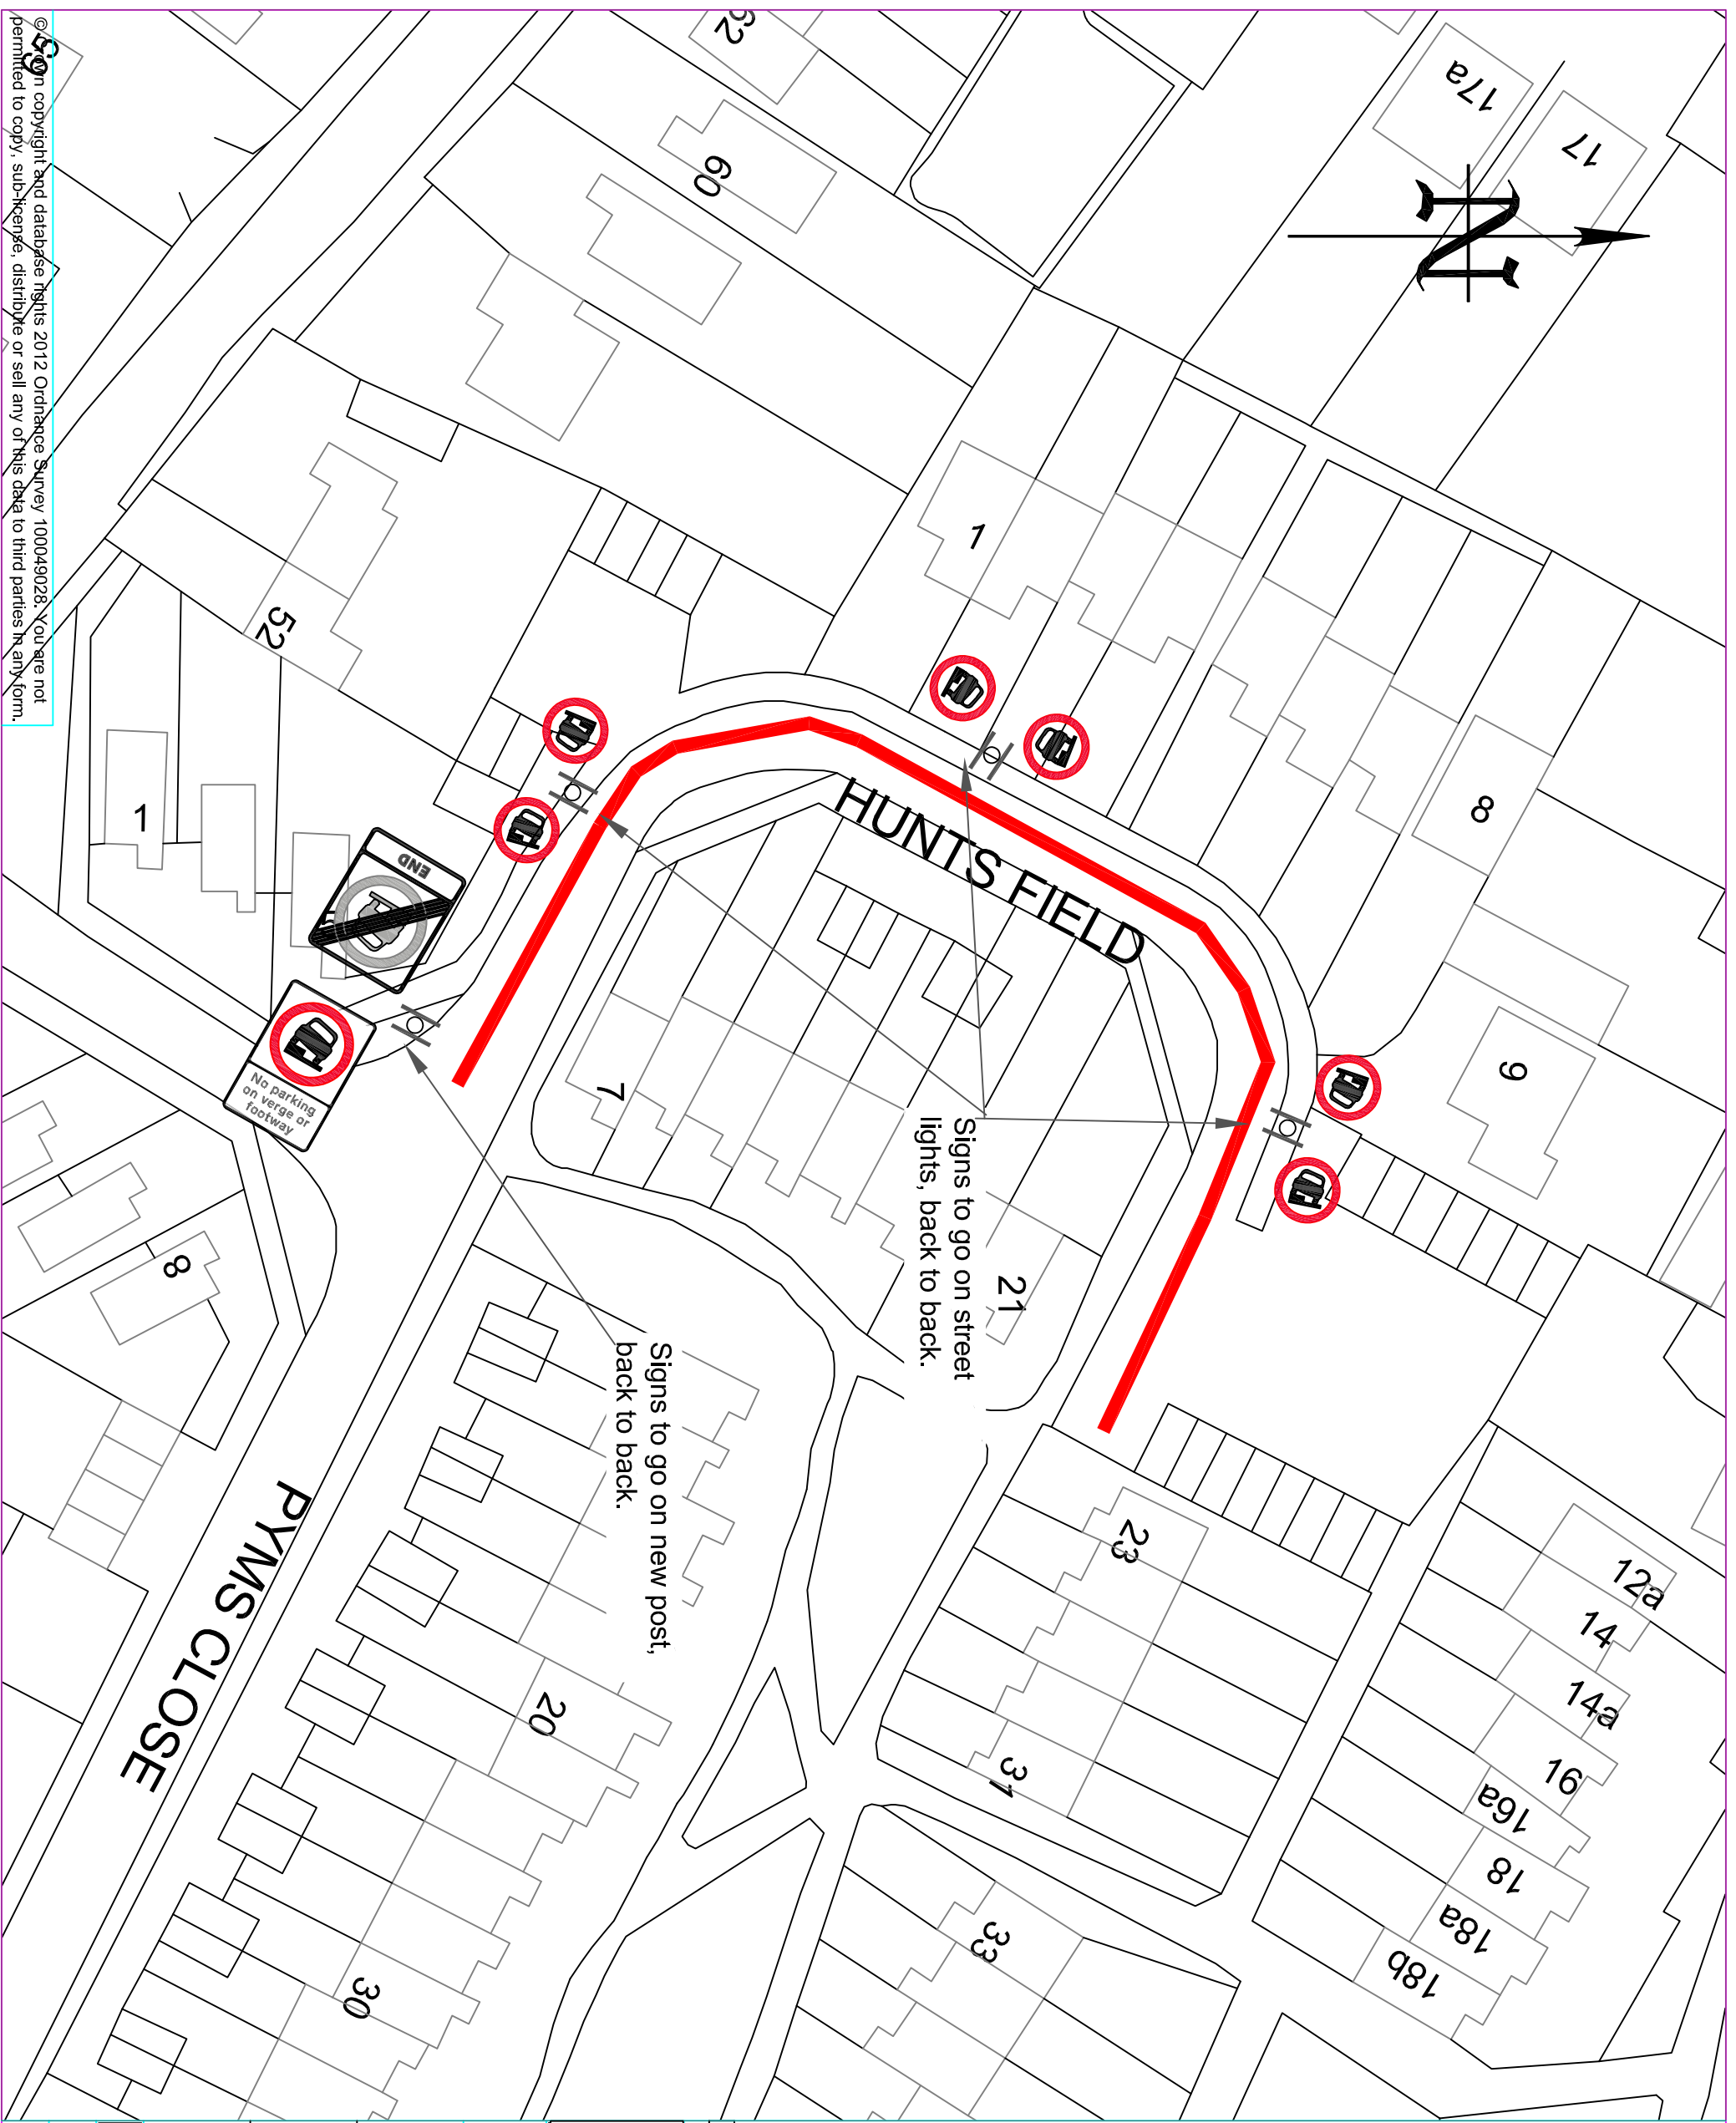 © Crown copyright and database rights 2012 Ordnance Survey 100049028. You are not
permitted to copy, sub-license, distribute or sell any of this data to third parties in any form.
59
62
60
17a
17
N
52
1
1
8
9
HUNTS FIELD
END
No parking
on verge or
footway
7
8
21
Signs to go on street
lights, back to back.
Signs to go on new post,
back to back.
PYMS CLOSE
20
30
23
31
33
12a
14
14a
16
16a
18
18a
18b